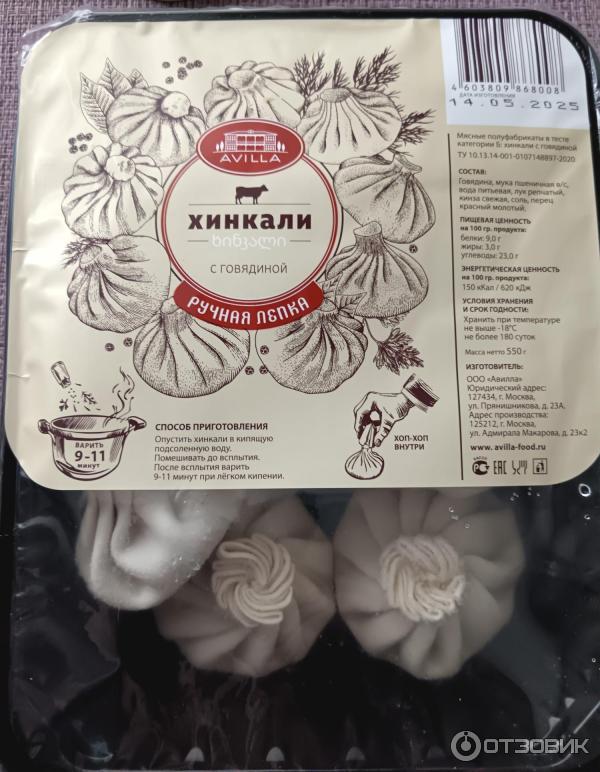 AVILLA
ХИНКАЛИ
ხინკალი
С ГОВЯДИНОЙ
РУЧНАЯ ЛЕПКА
ВАРИТЬ
9-11
МИНУТ
СПОСОБ ПРИГОТОВЛЕНИЯ
Опустить хинкали в кипящую
подсоленную воду.
Помешивать до всплытия.
После всплытия варить
9-11 минут при лёгком кипении.
ХОП-ХОП
ВНУТРИ
4 603809 868008
ДАТА ИЗГОТОВЛЕНИЯ
14.05.2025
Мясные полуфабрикаты в тесте
категории Б: хинкали с говядиной
ТУ 10.13.14-001-0107148897-2020
СОСТАВ:
Говядина, мука пшеничная в/с,
вода питьевая, лук репчатый,
кинза свежая, соль, перец
красный молотый.
ПИЩЕВАЯ ЦЕННОСТЬ
на 100 гр. продукта:
белки: 9,0 г
жиры: 3,0 г
углеводы: 23,0 г
ЭНЕРГЕТИЧЕСКАЯ ЦЕННОСТЬ
на 100 гр. продукта:
150 кКал / 620 кДж
УСЛОВИЯ ХРАНЕНИЯ
И СРОК ГОДНОСТИ:
Хранить при температуре
не выше -18°С
не более 180 суток
Масса нетто 550 г
ИЗГОТОВИТЕЛЬ:
ООО «Авилла»
Юридический адрес:
127434, г. Москва,
ул. Прянишникова, д. 23А.
Адрес производства:
125212, г. Москва,
ул. Адмирала Макарова, д. 23к2
www.avilla-food.ru
EAC
ОТЗОВИК